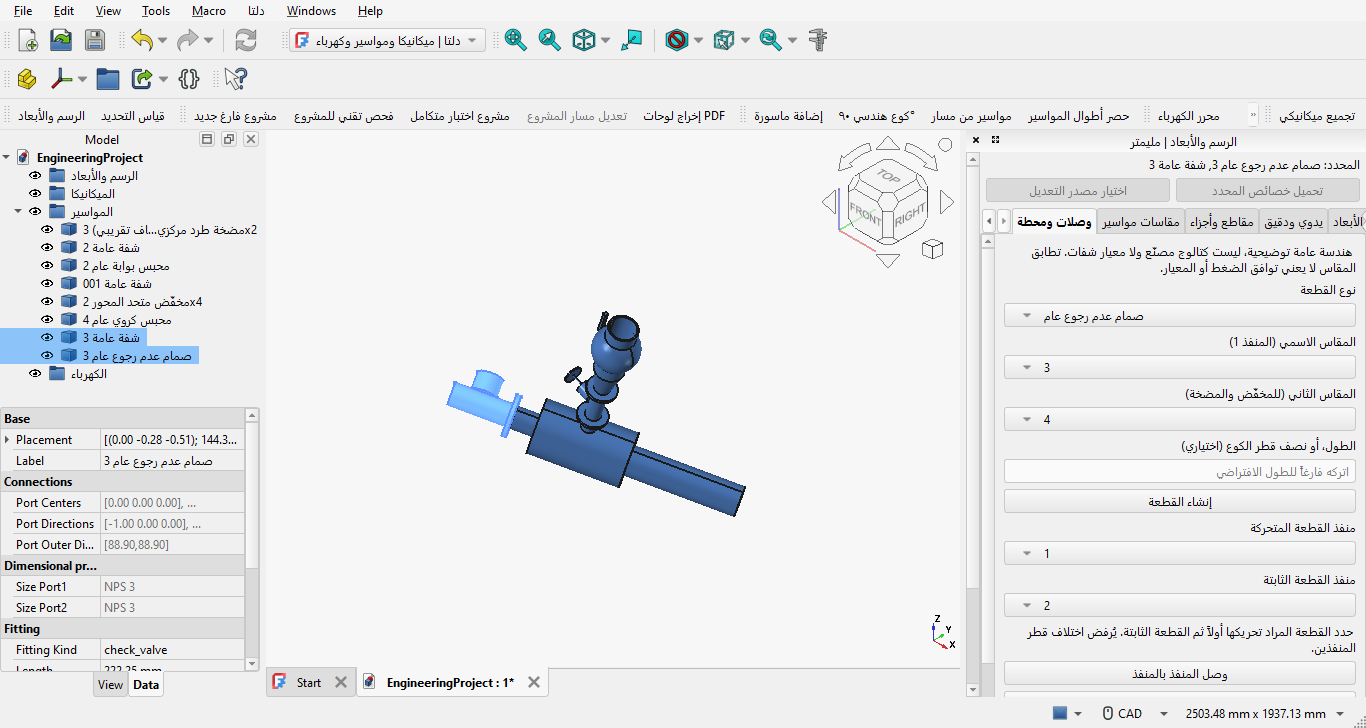 File Edit View Tools Macro دلتا Windows Help
دلتا | ميكانيكا ومواسير وكهرباء
الرسم والأبعاد قياس التحديد مشروع فارغ جديد فحص تقني للمشروع مشروع اختبار متكامل تعديل مسار المشروع PDF إخراج لوحات إضافة ماسورة كوع هندسي ٩٠° مواسير من مسار حصر أطوال المواسير محرر الكهرباء » تجميع ميكانيكي
Model
EngineeringProject
الرسم والأبعاد
الميكانيكا
المواسير
مضخة طرد مركزي...اف تقريبي) 3x2
شفة عامة 2
محبس بوابة عام 2
شفة عامة 001
مخفّض متحد المحور 2x4
محبس كروي عام 4
شفة عامة 3
صمام عدم رجوع عام 3
الكهرباء
Base
Placement [(0.00 -0.28 -0.51); 144.3...
Label صمام عدم رجوع عام 3
Connections
Port Centers [0.00 0.00 0.00], ...
Port Directions [-1.00 0.00 0.00], ...
Port Outer Di... [88.90,88.90]
Dimensional pr...
Size Port1 NPS 3
Size Port2 NPS 3
Fitting
Fitting Kind check_valve
Length 222.25 mm
View Data
TOP
FRONT
RIGHT
Z
Y
X
Start
EngineeringProject : 1*
الرسم والأبعاد | مليمتر
المحدد: صمام عدم رجوع عام 3, شفة عامة 3
تحميل خصائص المحدد
اختيار مصدر التعديل
الأبعاد
يدوي ودقيق
مقاطع وأجزاء
مقاسات مواسير
وصلات ومحطة
هندسة عامة توضيحية، ليست كتالوج مصنّع ولا معيار شفات. تطابق
المقاس لا يعني توافق الضغط أو المعيار.
نوع القطعة
صمام عدم رجوع عام
المقاس الاسمي (المنفذ 1)
3
المقاس الثاني (للمخفّض والمضخة)
4
الطول، أو نصف قطر الكوع (اختياري)
اتركه فارغاً للطول الافتراضي
إنشاء القطعة
منفذ القطعة المتحركة
1
منفذ القطعة الثابتة
2
حدد القطعة المراد تحريكها أولاً ثم القطعة الثابتة. يُرفض اختلاف قطر
المنفذين.
وصل المنفذ بالمنفذ
CAD
2503.48 mm x 1937.13 mm